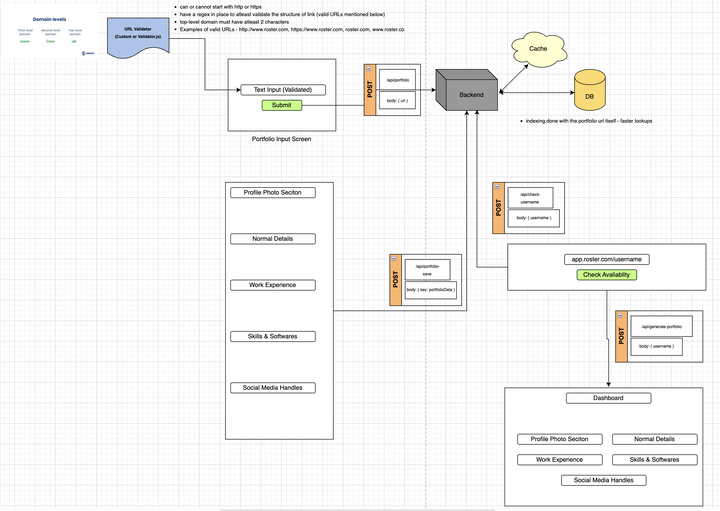 Domain levels
Third-level domain
Second-level domain
Top-level domain
URL Validator
(Custom or Validator.js)
can or cannot start with http or https
have a regex in place to atleast validate the structure of link (valid URLs mentioned below)
top-level domain must have atleast 2 characters
Examples of valid URLs - http://www.roster.com, https://www.roster.com, roster.com, www.roster.co
Text Input (Validated)
Submit
Portfolio Input Screen
POST
/api/portfolio
body: { url }
Backend
Cache
DB
indexing done with the portfolio url itself - faster lookups
Profile Photo Seciton
Normal Details
Work Experience
Skills & Softwares
Social Media Handles
POST
/api/portfolio-
save
body: { key: portfolioData }
POST
/api/check-
username
body: { username }
app.roster.com/username
Check Avaliablity
POST
/api/generate-portfolio
body: { username }
Dashboard
Profile Photo Seciton
Normal Details
Work Experience
Skills & Softwares
Social Media Handles